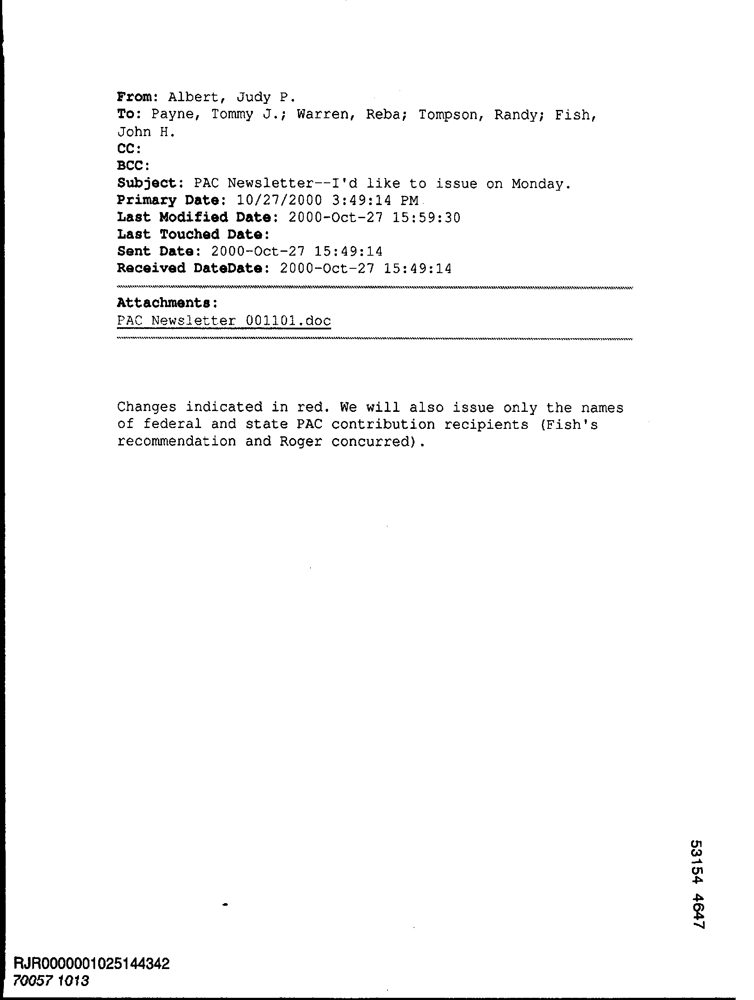 From: Albert, Judy P.
To: Payne, Tommy J.; Warren, Reba; Tompson, Randy; Fish,
John H.
CC:
BCC:
Subject: PAC Newsletter--I'd like to issue on Monday.
Primary Date: 10/27/2000 3:49:14 PM
Last Modified Date: 2000-Oct-27 15:59:30
Last Touched Date:
Sent Date: 2000-Oct-27 15:49:14
Received DateDate: 2000-Oct-27 15:49:14
Attachments:
PAC Newsletter 001101.doc
Changes indicated in red. We will also issue only the names
of federal and state PAC contribution recipients (Fish's
recommendation and Roger concurred).
53154 4647
RJR0000001025144342
70057 1013